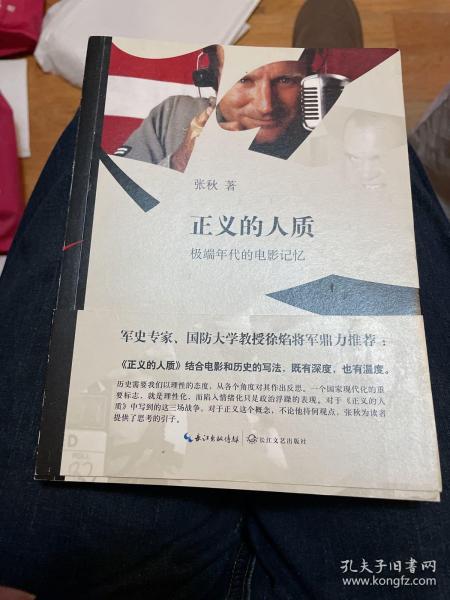 张秋 著
正义的人质
极端年代的电影记忆
军史专家、国防大学教授徐焰将军鼎力推荐：
《正义的人质》结合电影和历史的写法，既有深度，也有温度。
历史需要我们以理性的态度，从各个角度对其作出反思。一个国家现代化的重
要标志，就是理性化，而陷入情绪化只是政治浮躁的表现。对于《正义的人
质》中写到的这三场战争，对于正义这个概念，不论他持何观点，张秋为读者
提供了思考的引子。
长江出版传媒 长江文艺出版社
D
POLL
孔夫子旧书网
www.kongfz.com